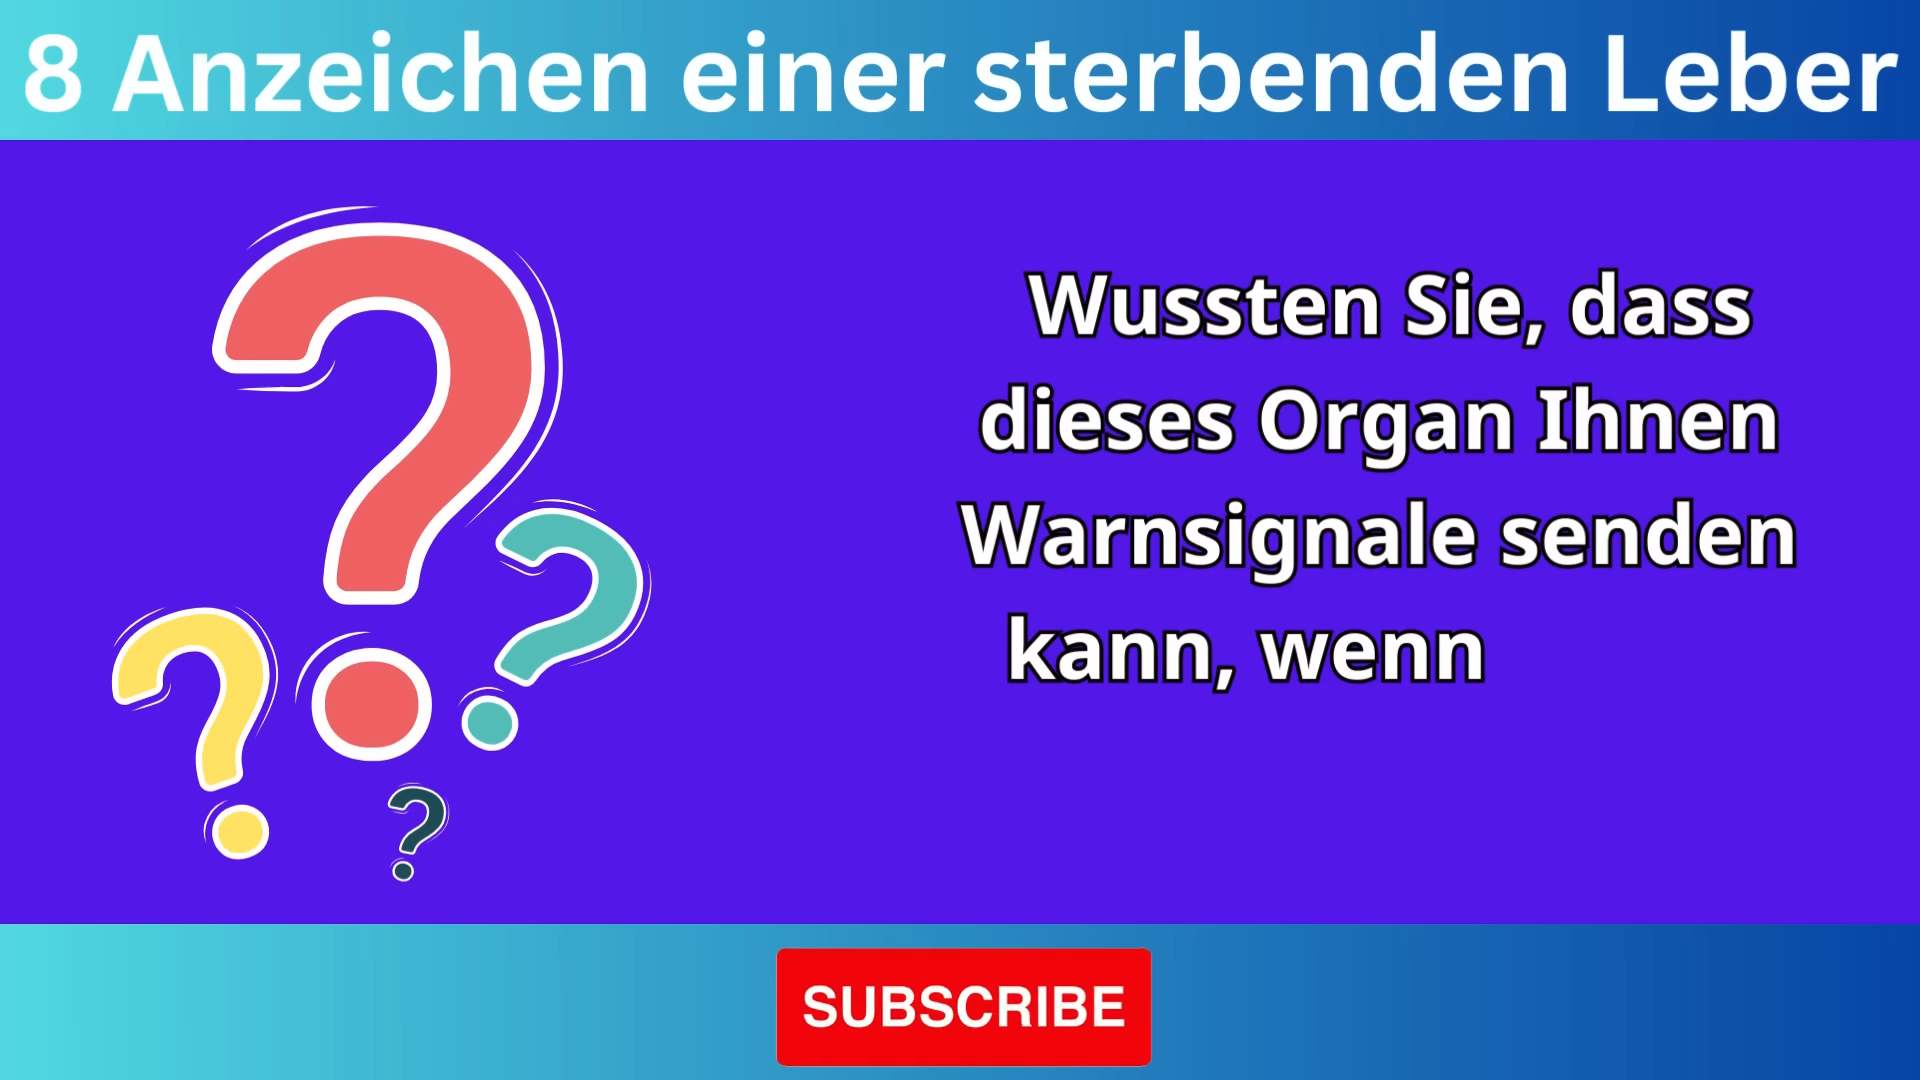 8 Anzeichen einer sterbenden Leber
Wussten Sie, dass
dieses Organ Ihnen
Warnsignale senden
kann, wenn
SUBSCRIBE